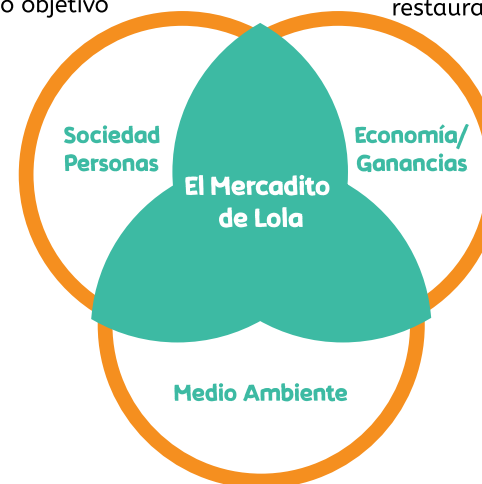 o objetivo
restaura
Sociedad
Personas
Economía/
Ganancias
El Mercadito
de Lola
Medio Ambiente